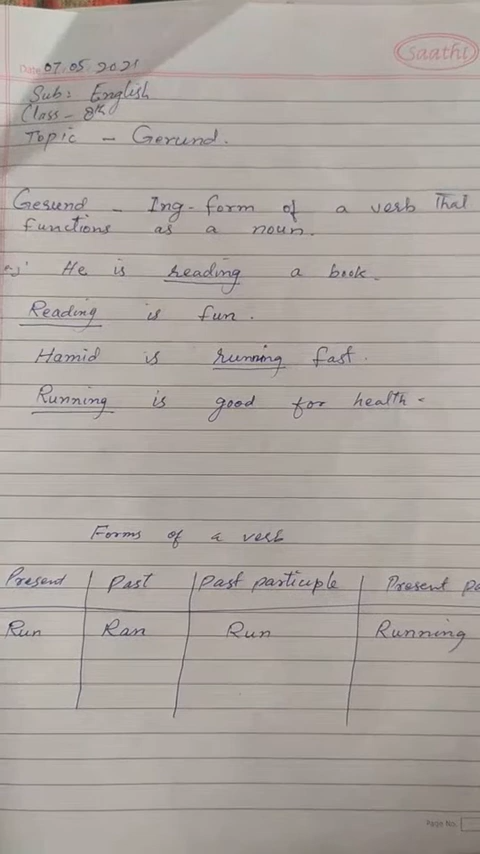 Saathi
Date 07.05.2021
Sub: English
Class - 8th
Topic - Gerund.
Gerund - Ing-form of a verb That
functions as a noun.
He is reading a book.
Reading is fun.
Hamid is running fast.
Running is good for health.
Forms of a verb
Present Past Past participle Present pa
Run Ran Run Running
Page No.